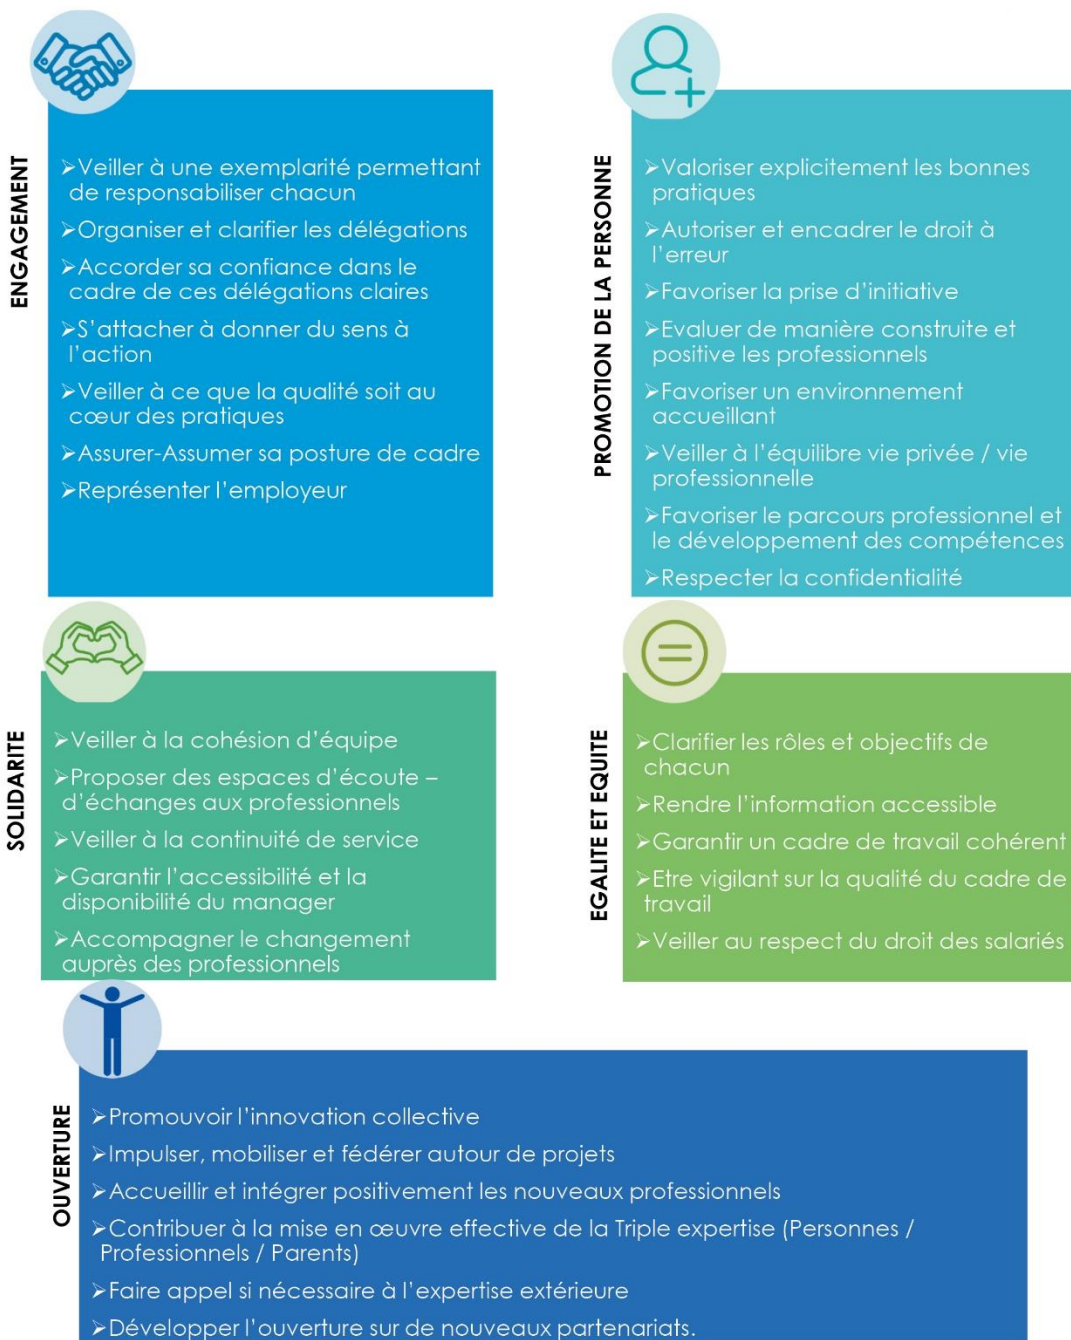 ENGAGEMENT
➢Veiller à une exemplarité permettant
de responsabiliser chacun
➢Organiser et clarifier les délégations
➢Accorder sa confiance dans le
cadre de ces délégations claires
➢S'attacher à donner du sens à
l'action
➢Veiller à ce que la qualité soit au
cœur des pratiques
➢Assurer-Assumer sa posture de cadre
➢Représenter l'employeur
PROMOTION DE LA PERSONNE
➢Valoriser explicitement les bonnes
pratiques
➢Autoriser et encadrer le droit à
l'erreur
➢Favoriser la prise d'initiative
➢Evaluer de manière construite et
positive les professionnels
➢Favoriser un environnement
accueillant
➢Veiller à l'équilibre vie privée / vie
professionnelle
➢Favoriser le parcours professionnel et
le développement des compétences
➢Respecter la confidentialité
SOLIDARITE
➢Veiller à la cohésion d'équipe
➢Proposer des espaces d'écoute –
d'échanges aux professionnels
➢Veiller à la continuité de service
➢Garantir l'accessibilité et la
disponibilité du manager
➢Accompagner le changement
auprès des professionnels
EGALITE ET EQUITE
➢Clarifier les rôles et objectifs de
chacun
➢Rendre l'information accessible
➢Garantir un cadre de travail cohérent
➢Etre vigilant sur la qualité du cadre de
travail
➢Veiller au respect du droit des salariés
OUVERTURE
➢Promouvoir l'innovation collective
➢Impulser, mobiliser et fédérer autour de projets
➢Accueillir et intégrer positivement les nouveaux professionnels
➢Contribuer à la mise en œuvre effective de la Triple expertise (Personnes /
Professionnels / Parents)
➢Faire appel si nécessaire à l'expertise extérieure
➢Développer l'ouverture sur de nouveaux partenariats.